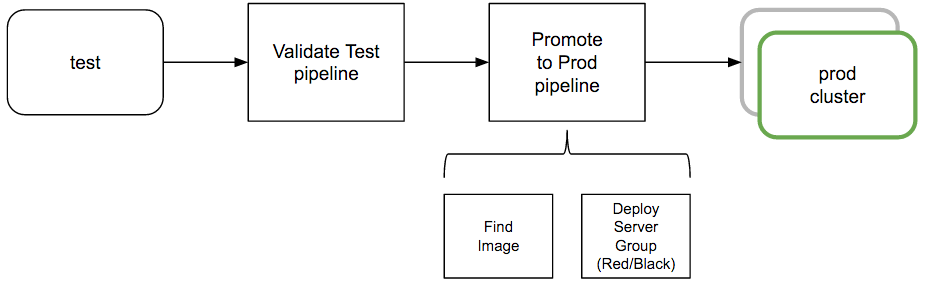 test
Validate Test
pipeline
Promote
to Prod
pipeline
prod
cluster
Find
Image
Deploy
Server
Group
(Red/Black)